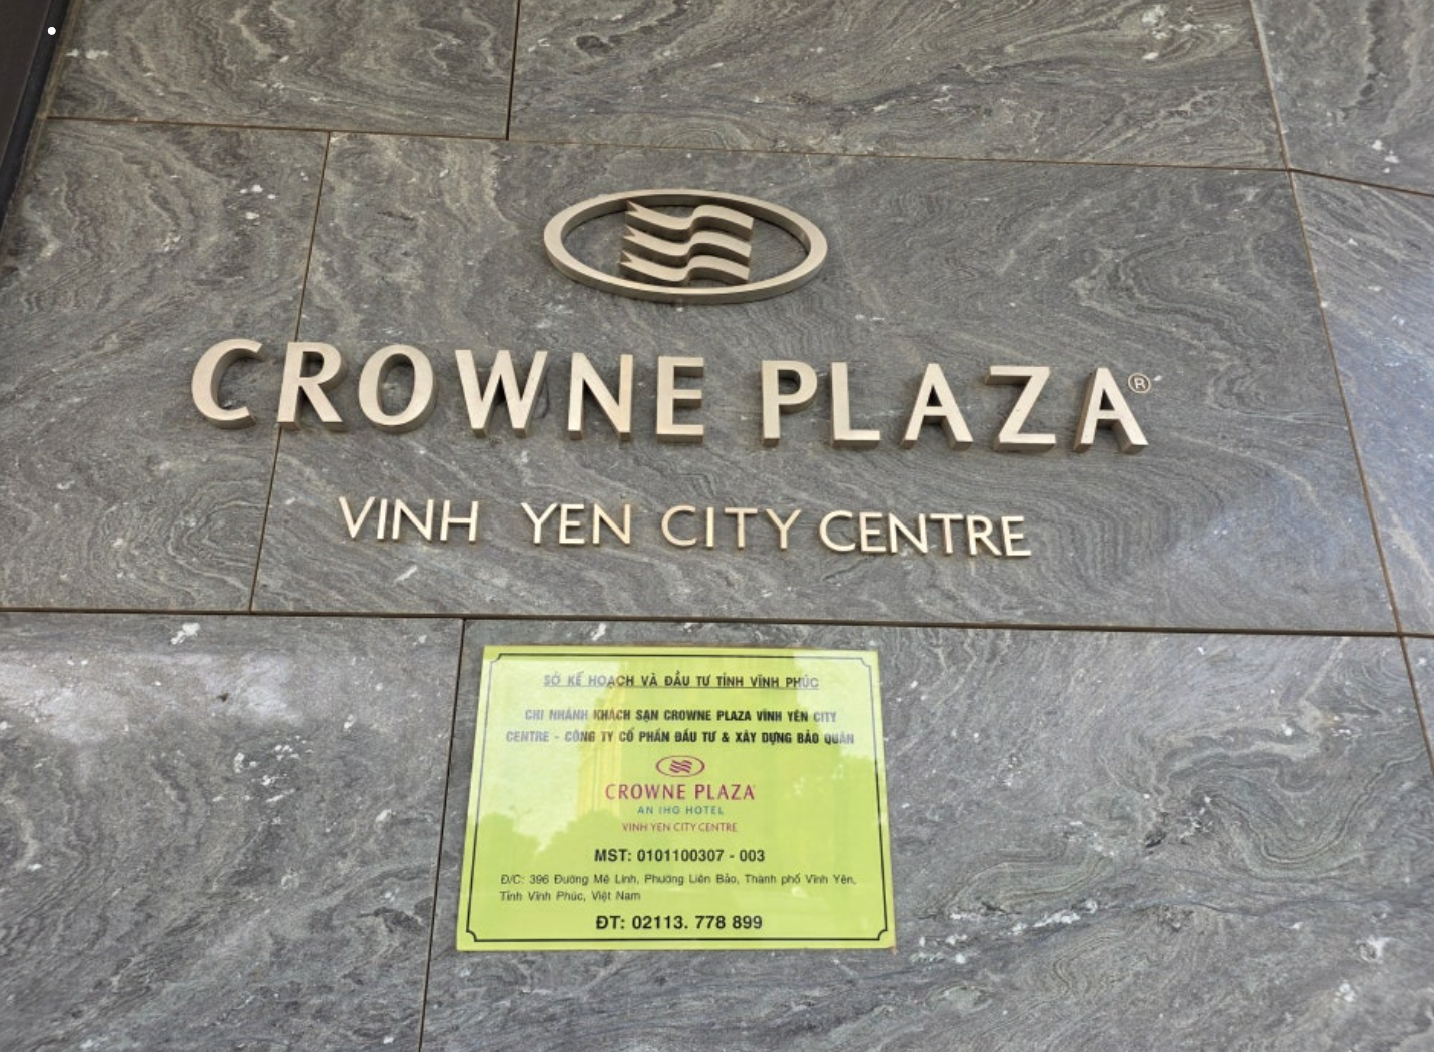 CROWNE PLAZA®
VINH YEN CITY CENTRE
SỞ KẾ HOẠCH VÀ ĐẦU TƯ TỈNH VĨNH PHÚC
CHI NHÁNH KHÁCH SẠN CROWNE PLAZA VĨNH YÊN CITY
CENTRE - CÔNG TY CỔ PHẦN ĐẦU TƯ & XÂY DỰNG BẢO QUÂN
CROWNE PLAZA
AN IHG HOTEL
VINH YEN CITY CENTRE
MST: 0101100307 - 003
Đ/C: 396 Đường Mê Linh, Phường Liên Bảo, Thành phố Vĩnh Yên,
Tỉnh Vĩnh Phúc, Việt Nam
ĐT: 02113. 778 899